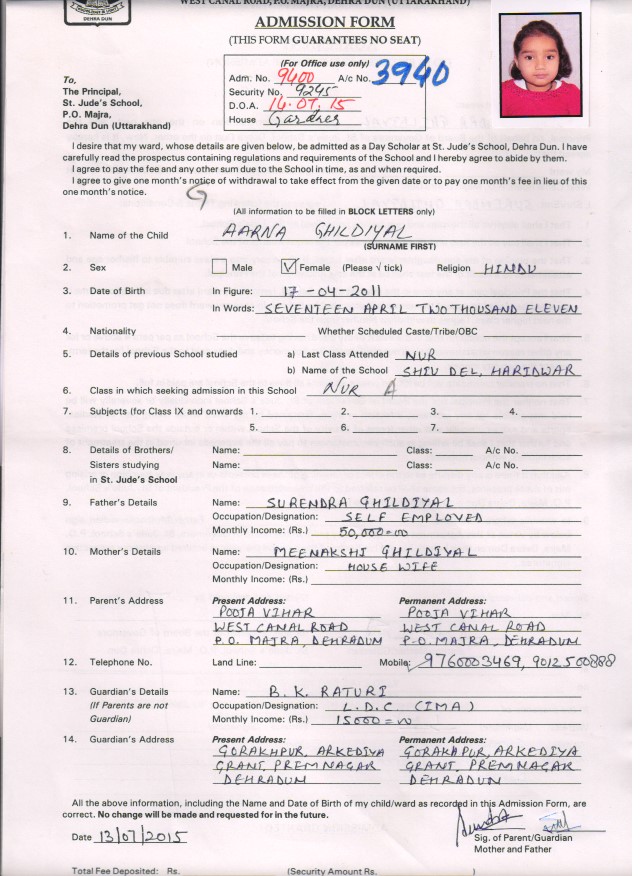 DEHRA DUN
WEST CANAL ROAD, P.O. MAJRA, DEHRA DUN (UTTARAKHAND)
ADMISSION FORM
(THIS FORM GUARANTEES NO SEAT)
(For Office use only)
Adm. No. 9400 A/c No. 3940
Security No. 9245
D.O.A. 14.07.15
House Gardner
To,
The Principal,
St. Jude's School,
P.O. Majra,
Dehra Dun (Uttarakhand)
I desire that my ward, whose details are given below, be admitted as a Day Scholar at St. Jude's School, Dehra Dun. I have
carefully read the prospectus containing regulations and requirements of the School and I hereby agree to abide by them.
I agree to pay the fee and any other sum due to the School in time, as and when required.
I agree to give one month's notice of withdrawal to take effect from the given date or to pay one month's fee in lieu of this
one month's notice.
G
(All information to be filled in BLOCK LETTERS only)
1. Name of the Child AARNA GHILDIYAL
(SURNAME FIRST)
2. Sex Male √ Female (Please √ tick) Religion HINDU
3. Date of Birth In Figure: 17-04-2011
In Words: SEVENTEEN APRIL TWO THOUSAND ELEVEN
4. Nationality Whether Scheduled Caste/Tribe/OBC
5. Details of previous School studied a) Last Class Attended NUR
b) Name of the School SHIV DEL, HARIDWAR
6. Class in which seeking admission in this School NUR A
7. Subjects (for Class IX and onwards 1. 2. 3. 4.
5. 6. 7.
8. Details of Brothers/ Name: Class: A/c No.
Sisters studying Name: Class: A/c No.
in St. Jude's School
9. Father's Details Name: SURENDRA GHILDIYAL
Occupation/Designation: SELF EMPLOYED
Monthly Income (Rs.) 50,000=00
10. Mother's Details Name: MEENAKSHI GHILDIYAL
Occupation/Designation: HOUSE WIFE
Monthly Income: (Rs.)
11. Parent's Address Present Address: Permanent Address:
POOJA VIHAR POOJA VIHAR
WEST CANAL ROAD WEST CANAL ROAD
P.O. MAJRA, DEHRADUN P.O. MAJRA, DEHRADUN
12. Telephone No. Land Line: Mobile: 9760003469, 9012500888
13. Guardian's Details Name: B.K. RATURI
(If Parents are not Occupation/Designation: L.D.C (IMA)
Guardian) Monthly Income: (Rs.) 15000=00
14. Guardian's Address Present Address: Permanent Address:
GORAKHPUR, ARKEDIYA GORAKHPUR, ARKEDIYA
GRANT, PREMNAGAR GRANT, PREMNAGAR
DEHRADUN DEHRADUN
All the above information, including the Name and Date of Birth of my child/ward as recorded in this Admission Form, are
correct. No change will be made and requested for in the future.
Date 13/07/2015 Sig. of Parent/Guardian
Mother and Father
Total Fee Deposited: Rs. (Security Amount Rs. )